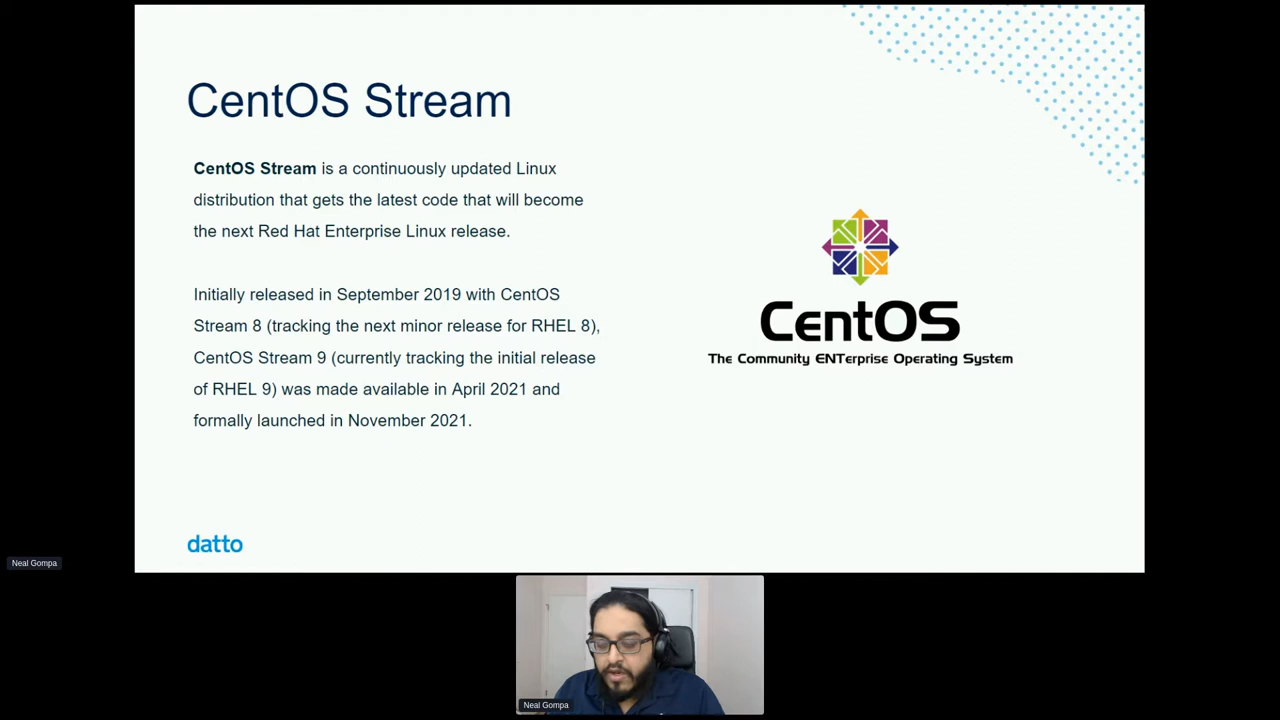 CentOS Stream
CentOS Stream is a continuously updated Linux
distribution that gets the latest code that will become
the next Red Hat Enterprise Linux release.
Initially released in September 2019 with CentOS
Stream 8 (tracking the next minor release for RHEL 8),
CentOS Stream 9 (currently tracking the initial release
of RHEL 9) was made available in April 2021 and
formally launched in November 2021.
CentOS
The Community ENTerprise Operating System
datto
Neal Gompa
Neal Gompa